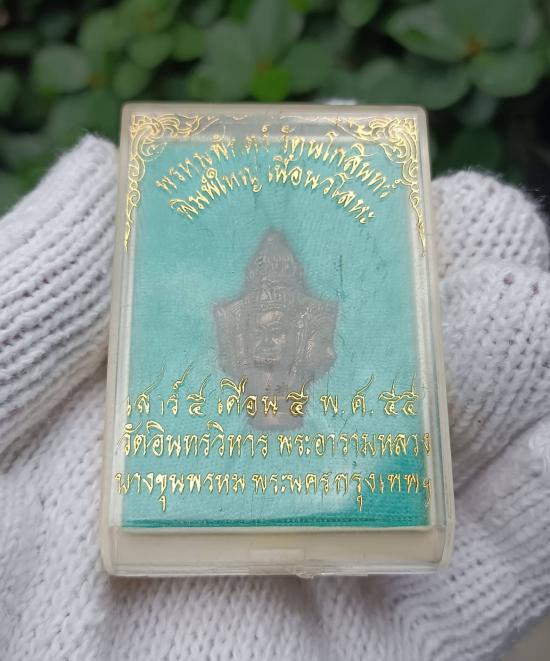 พรหมพักตร์ รัตนโกสินทร์
พิมพ์ใหญ่ เนื้อนวโลหะ
เสาร์ ๕ เดือน ๕ พ.ศ. ๕๕
วัดอินทรวิหาร พระอารามหลวง
บางขุนพรหม พระนครกรุงเทพฯ